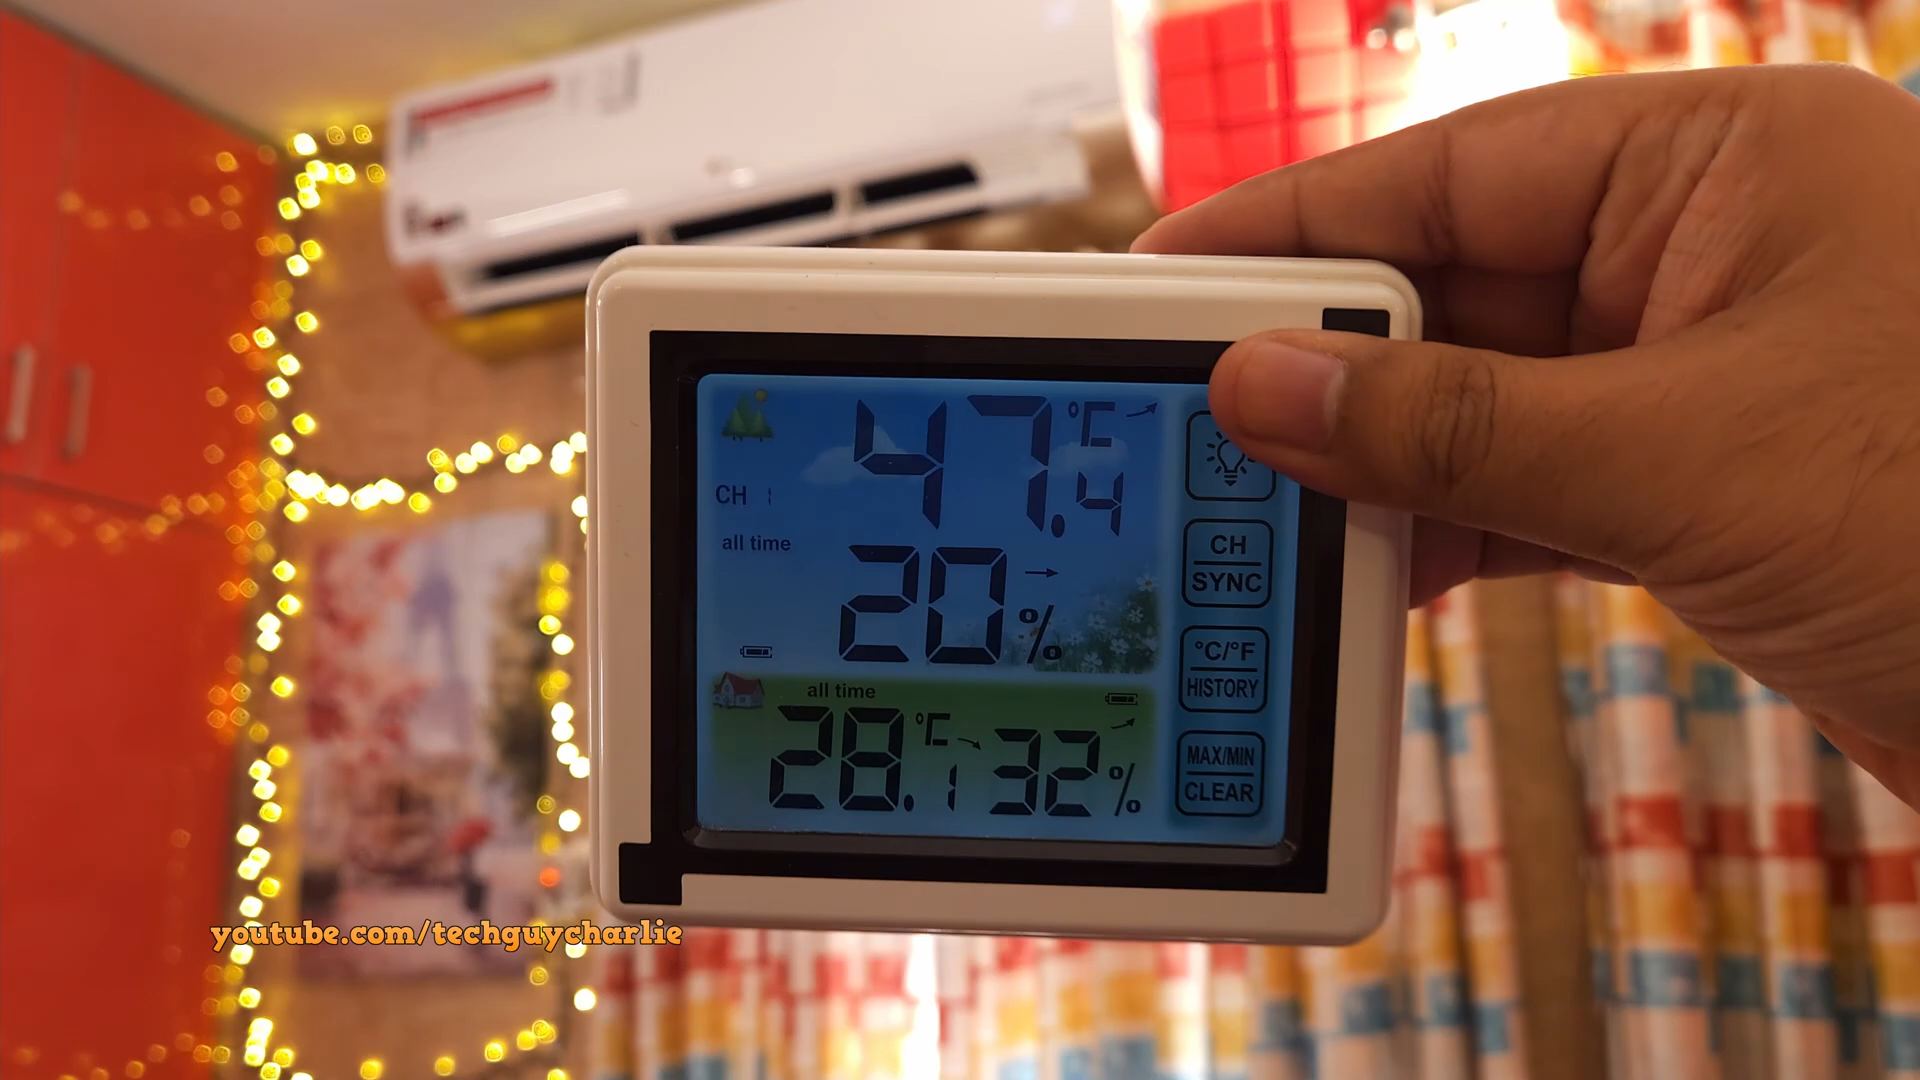 47.4 °C
CH 1
all time
20 %
all time
28.1 °C 32 %
CH
SYNC
°C/°F
HISTORY
MAX/MIN
CLEAR
youtube.com/techguycharlie